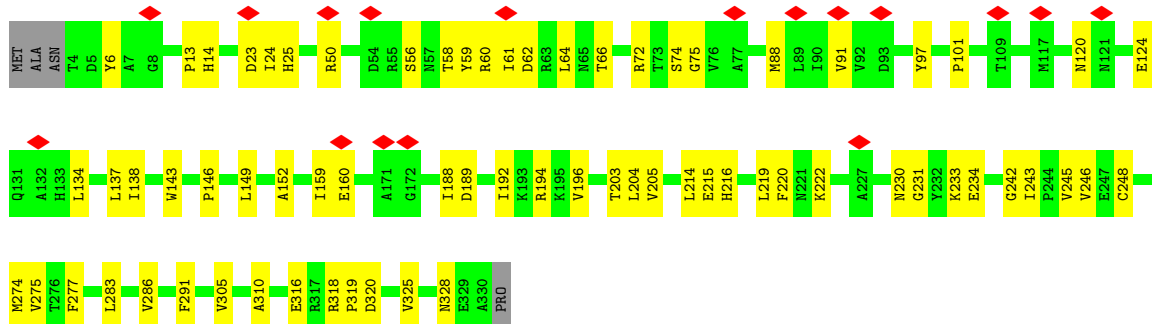 MET ALA ASN T4 D5 Y6 A7 G8 P13 H14 D23 I24 H25 R50 D54 R55 S56 N57 T58 Y59 R60 I61 D62 R63 L64 N65 T66 R72 T73 S74 G75 V76 A77 M88 L89 I90 V91 V92 D93 Y97 P101 T109 M117 N120 N121 E124
Q131 A132 H133 L134 L137 I138 W143 P146 L149 A152 I159 E160 A171 G172 I188 D189 I192 K193 R194 K195 V196 T203 L204 V205 L214 E215 H216 L219 F220 N221 K222 A227 N230 G231 Y232 K233 E234 G242 I243 P244 V245 V246 E247 C248
M274 V275 T276 F277 L283 V286 F291 V305 A310 E316 R317 R318 P319 D320 V325 N328 E329 A330 PRO